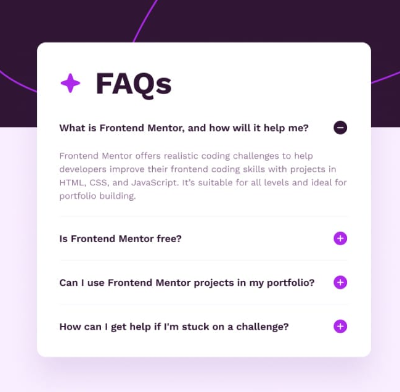 FAQs
What is Frontend Mentor, and how will it help me?
Frontend Mentor offers realistic coding challenges to help
developers improve their frontend coding skills with projects in
HTML, CSS, and JavaScript. It's suitable for all levels and ideal for
portfolio building.
Is Frontend Mentor free?
Can I use Frontend Mentor projects in my portfolio?
How can I get help if I'm stuck on a challenge?